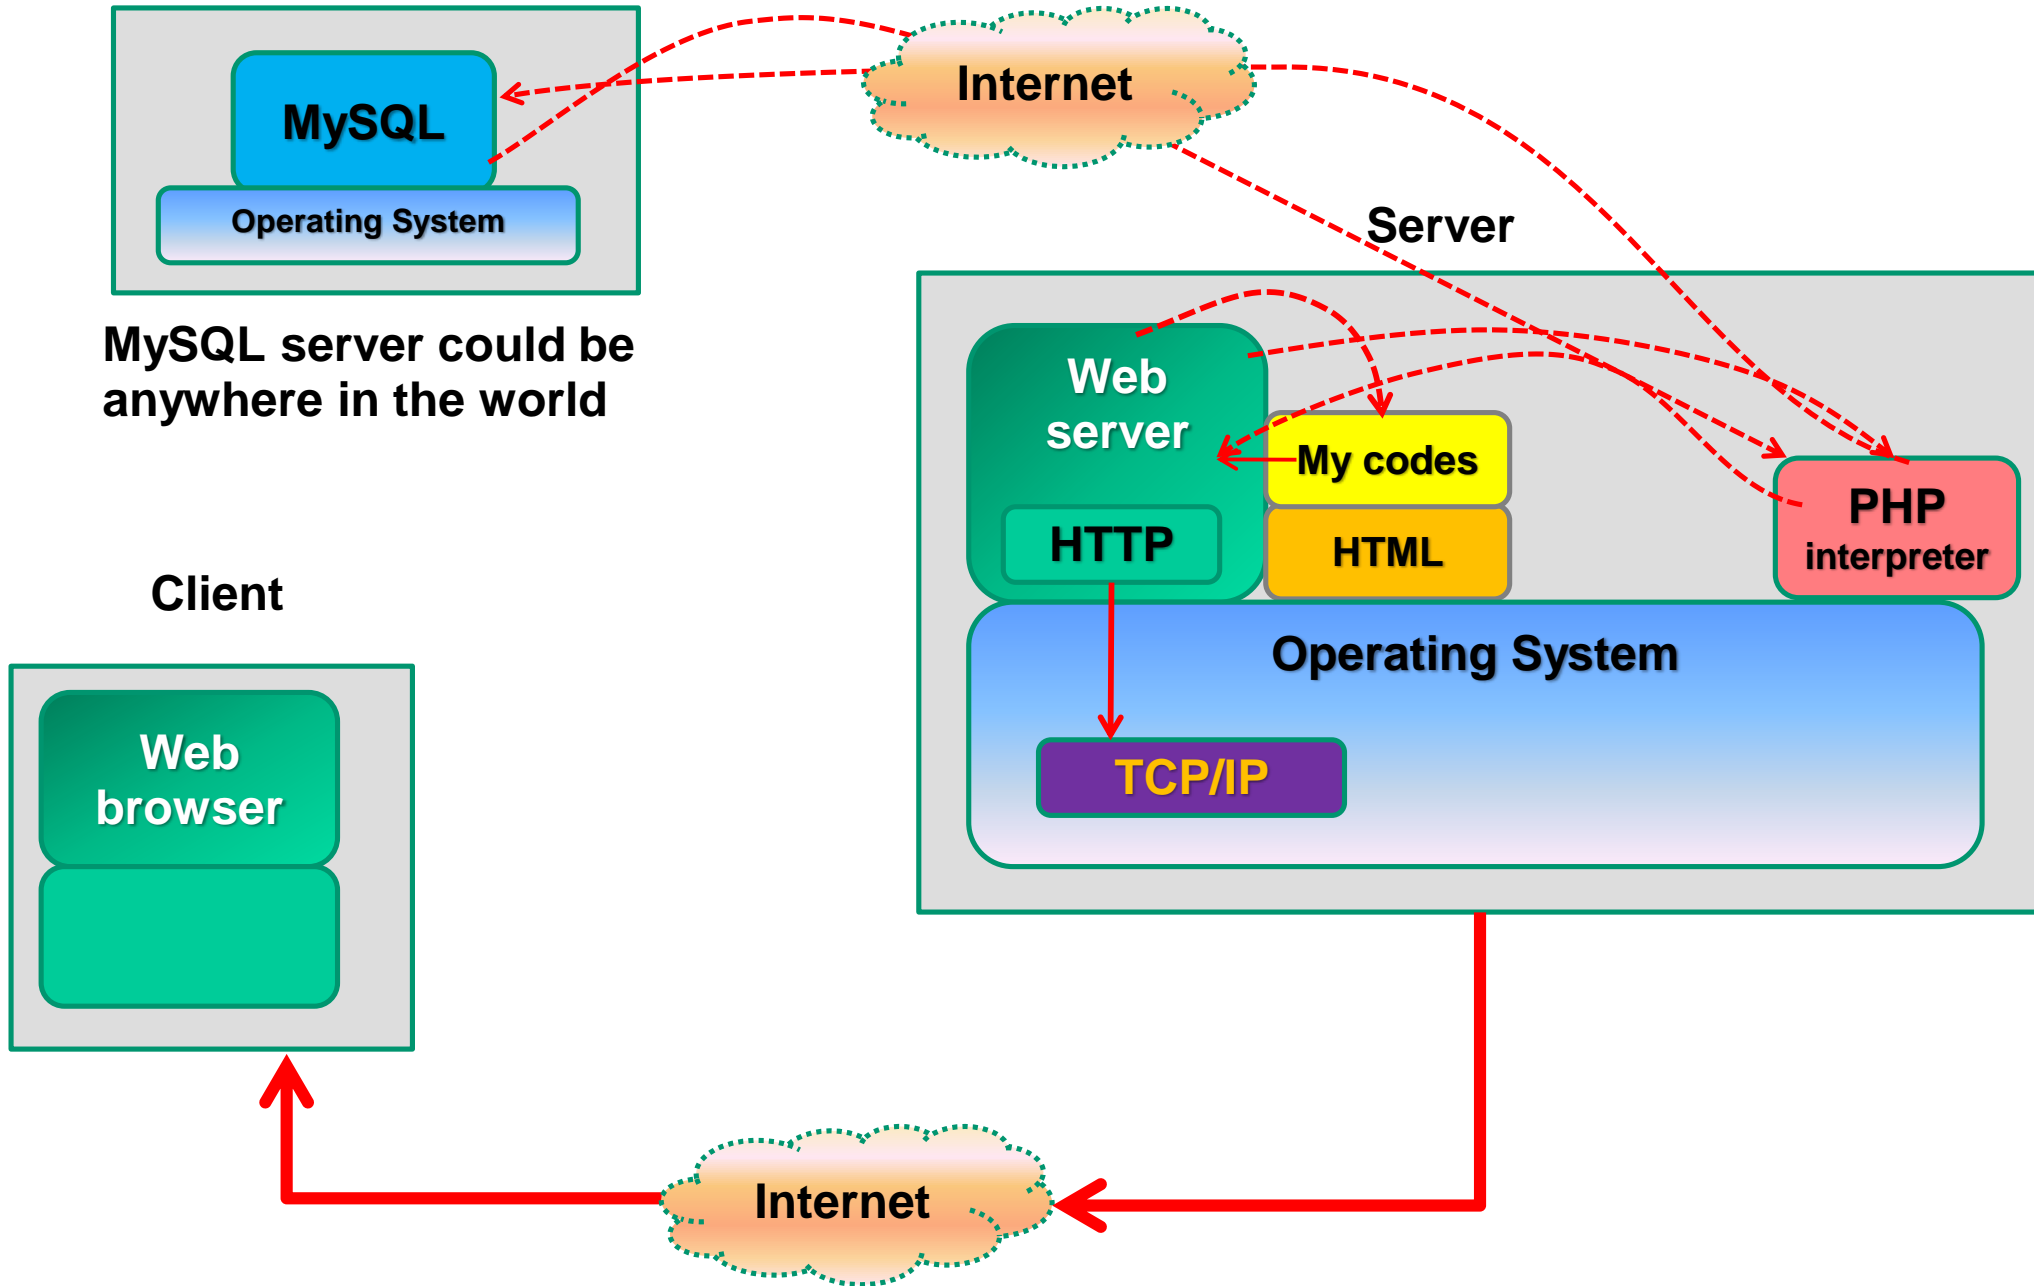 MySQL
Operating System
MySQL server could be
anywhere in the world
Internet
Server
Web
server
HTTP
My codes
HTML
PHP
interpreter
Operating System
TCP/IP
Client
Web
browser
Internet